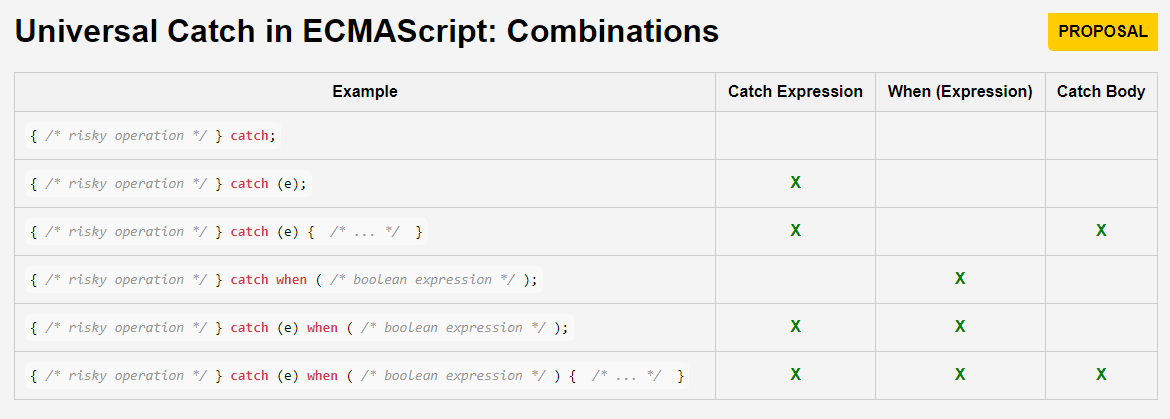 Universal Catch in ECMAScript: Combinations
PROPOSAL
Example Catch Expression When (Expression) Catch Body
{ /* risky operation */ } catch;
{ /* risky operation */ } catch (e); X
{ /* risky operation */ } catch (e) { /* ... */ } X X
{ /* risky operation */ } catch when ( /* boolean expression */ ); X
{ /* risky operation */ } catch (e) when ( /* boolean expression */ ); X X
{ /* risky operation */ } catch (e) when ( /* boolean expression */ ) { /* ... */ } X X X